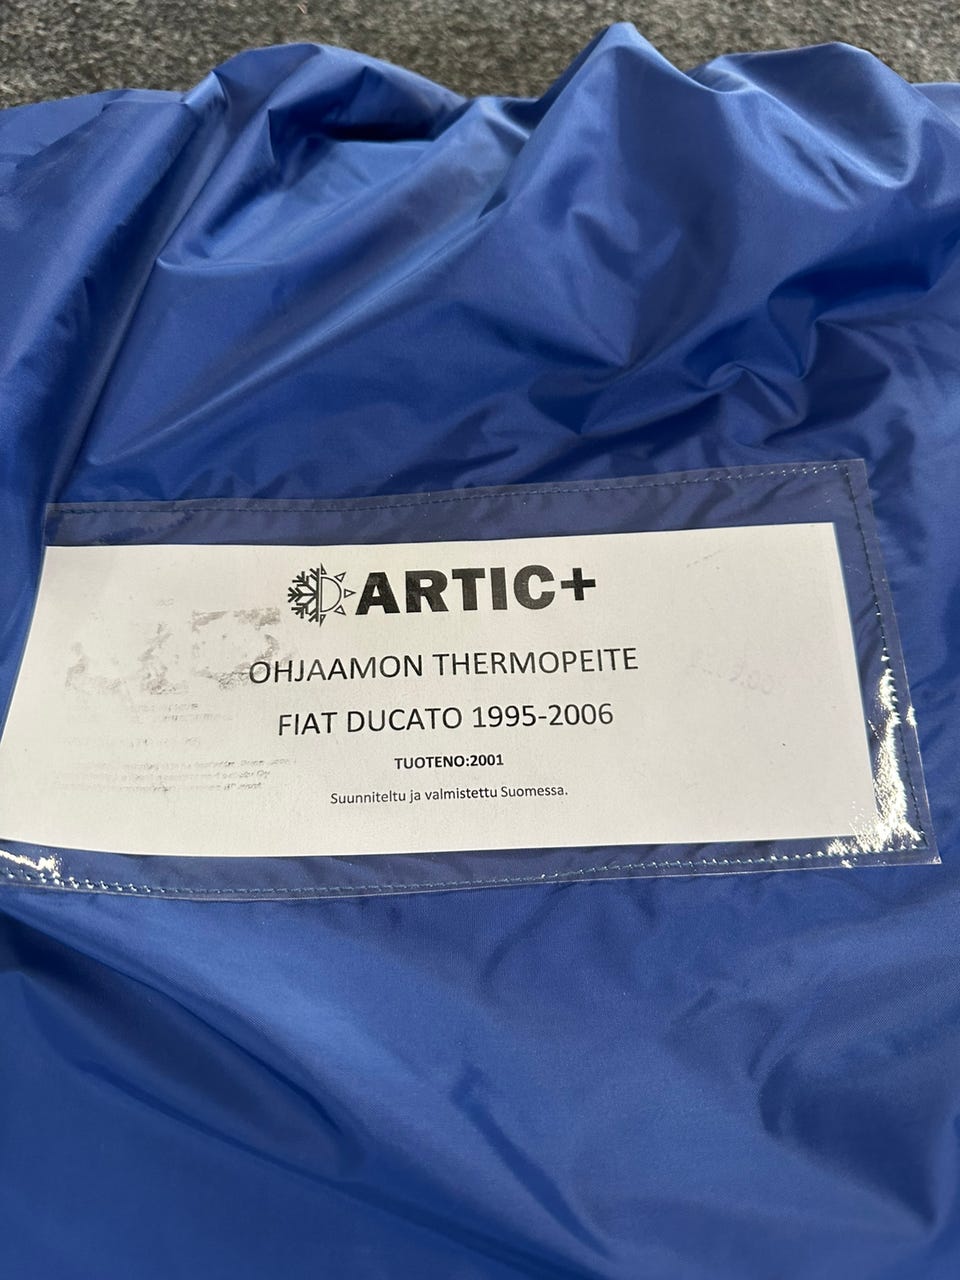 ARTIC+
OHJAAMON THERMOPEITE
FIAT DUCATO 1995-2006
TUOTENO:2001
Suunniteltu ja valmistettu Suomessa.